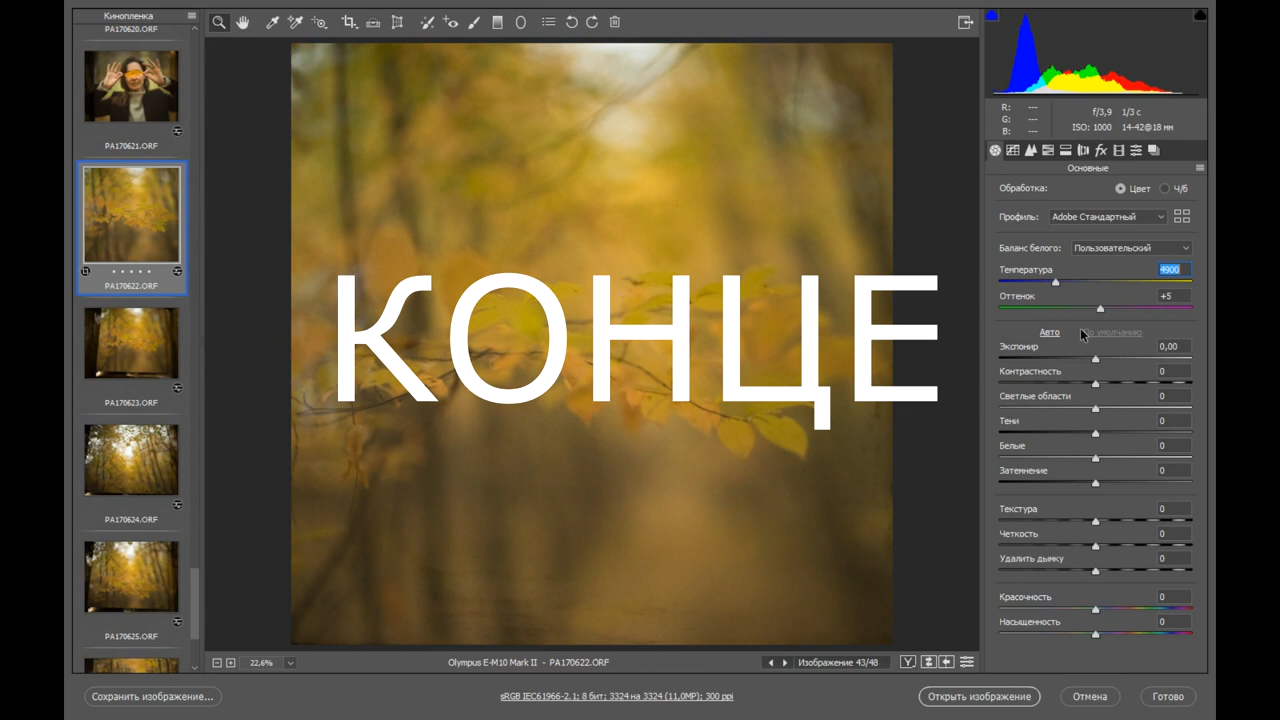 Кинопленка
PA170620.ORF
PA170621.ORF
PA170622.ORF
PA170623.ORF
PA170624.ORF
PA170625.ORF
КОНЦЕ
22,6%
Olympus E-M10 Mark II - PA170622.ORF
Изображение 43/48
R: ---
G: ---
B: ---
f/3,9 1/3 с
ISO: 1000 14-42@18 мм
Основные
Обработка: Цвет Ч/б
Профиль: Adobe Стандартный
Баланс белого: Пользовательский
Температура 4900
Оттенок +5
Авто По умолчанию
Экспонир 0,00
Контрастность 0
Светлые области 0
Тени 0
Белые 0
Затемнение 0
Текстура 0
Четкость 0
Удалить дымку 0
Красочность 0
Насыщенность 0
Сохранить изображение...
sRGB IEC61966-2.1; 8 бит; 3324 на 3324 (11,0MP); 300 ppi
Открыть изображение
Отмена
Готово